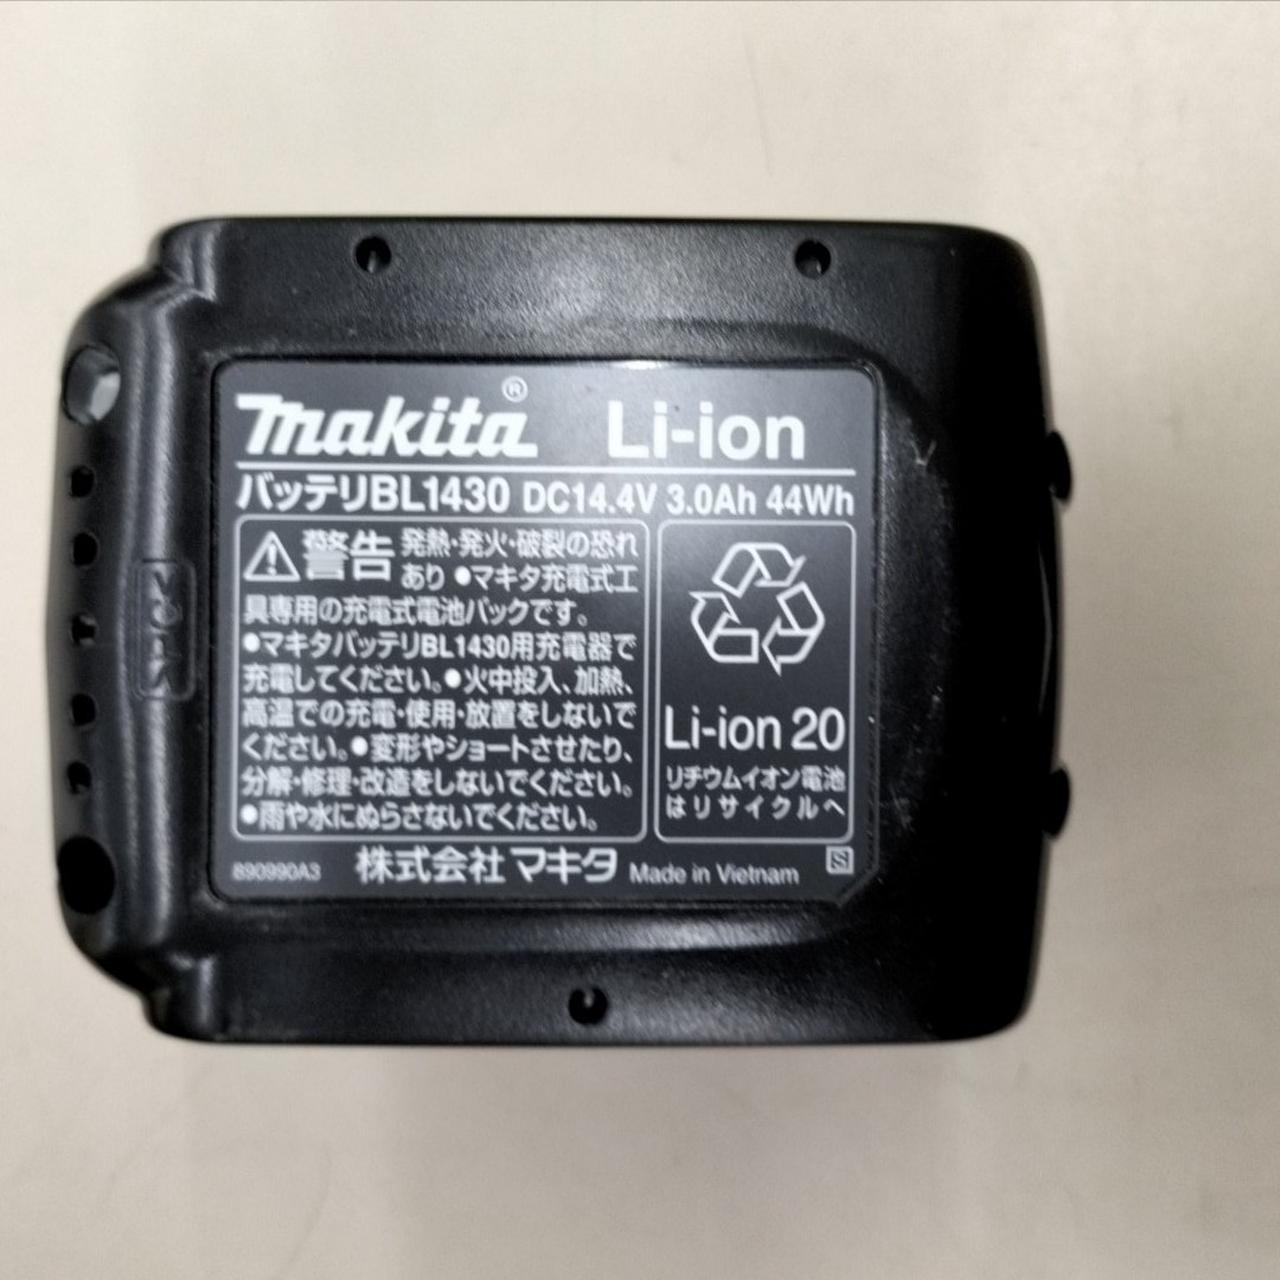 makita® Li-ion
バッテリBL1430 DC14.4V 3.0Ah 44Wh
警告 発熱・発火・破裂の恐れ
あり ●マキタ充電式工
具専用の充電式電池パックです。
●マキタバッテリBL1430用充電器で
充電してください。●火中投入、加熱、
高温での充電・使用・放置をしないで
ください。●変形やショートさせたり、
分解・修理・改造をしないでください。
●雨や水にぬらさないでください。
Li-ion 20
リチウムイオン電池
はリサイクルへ
890990A3 株式会社マキタ Made in Vietnam